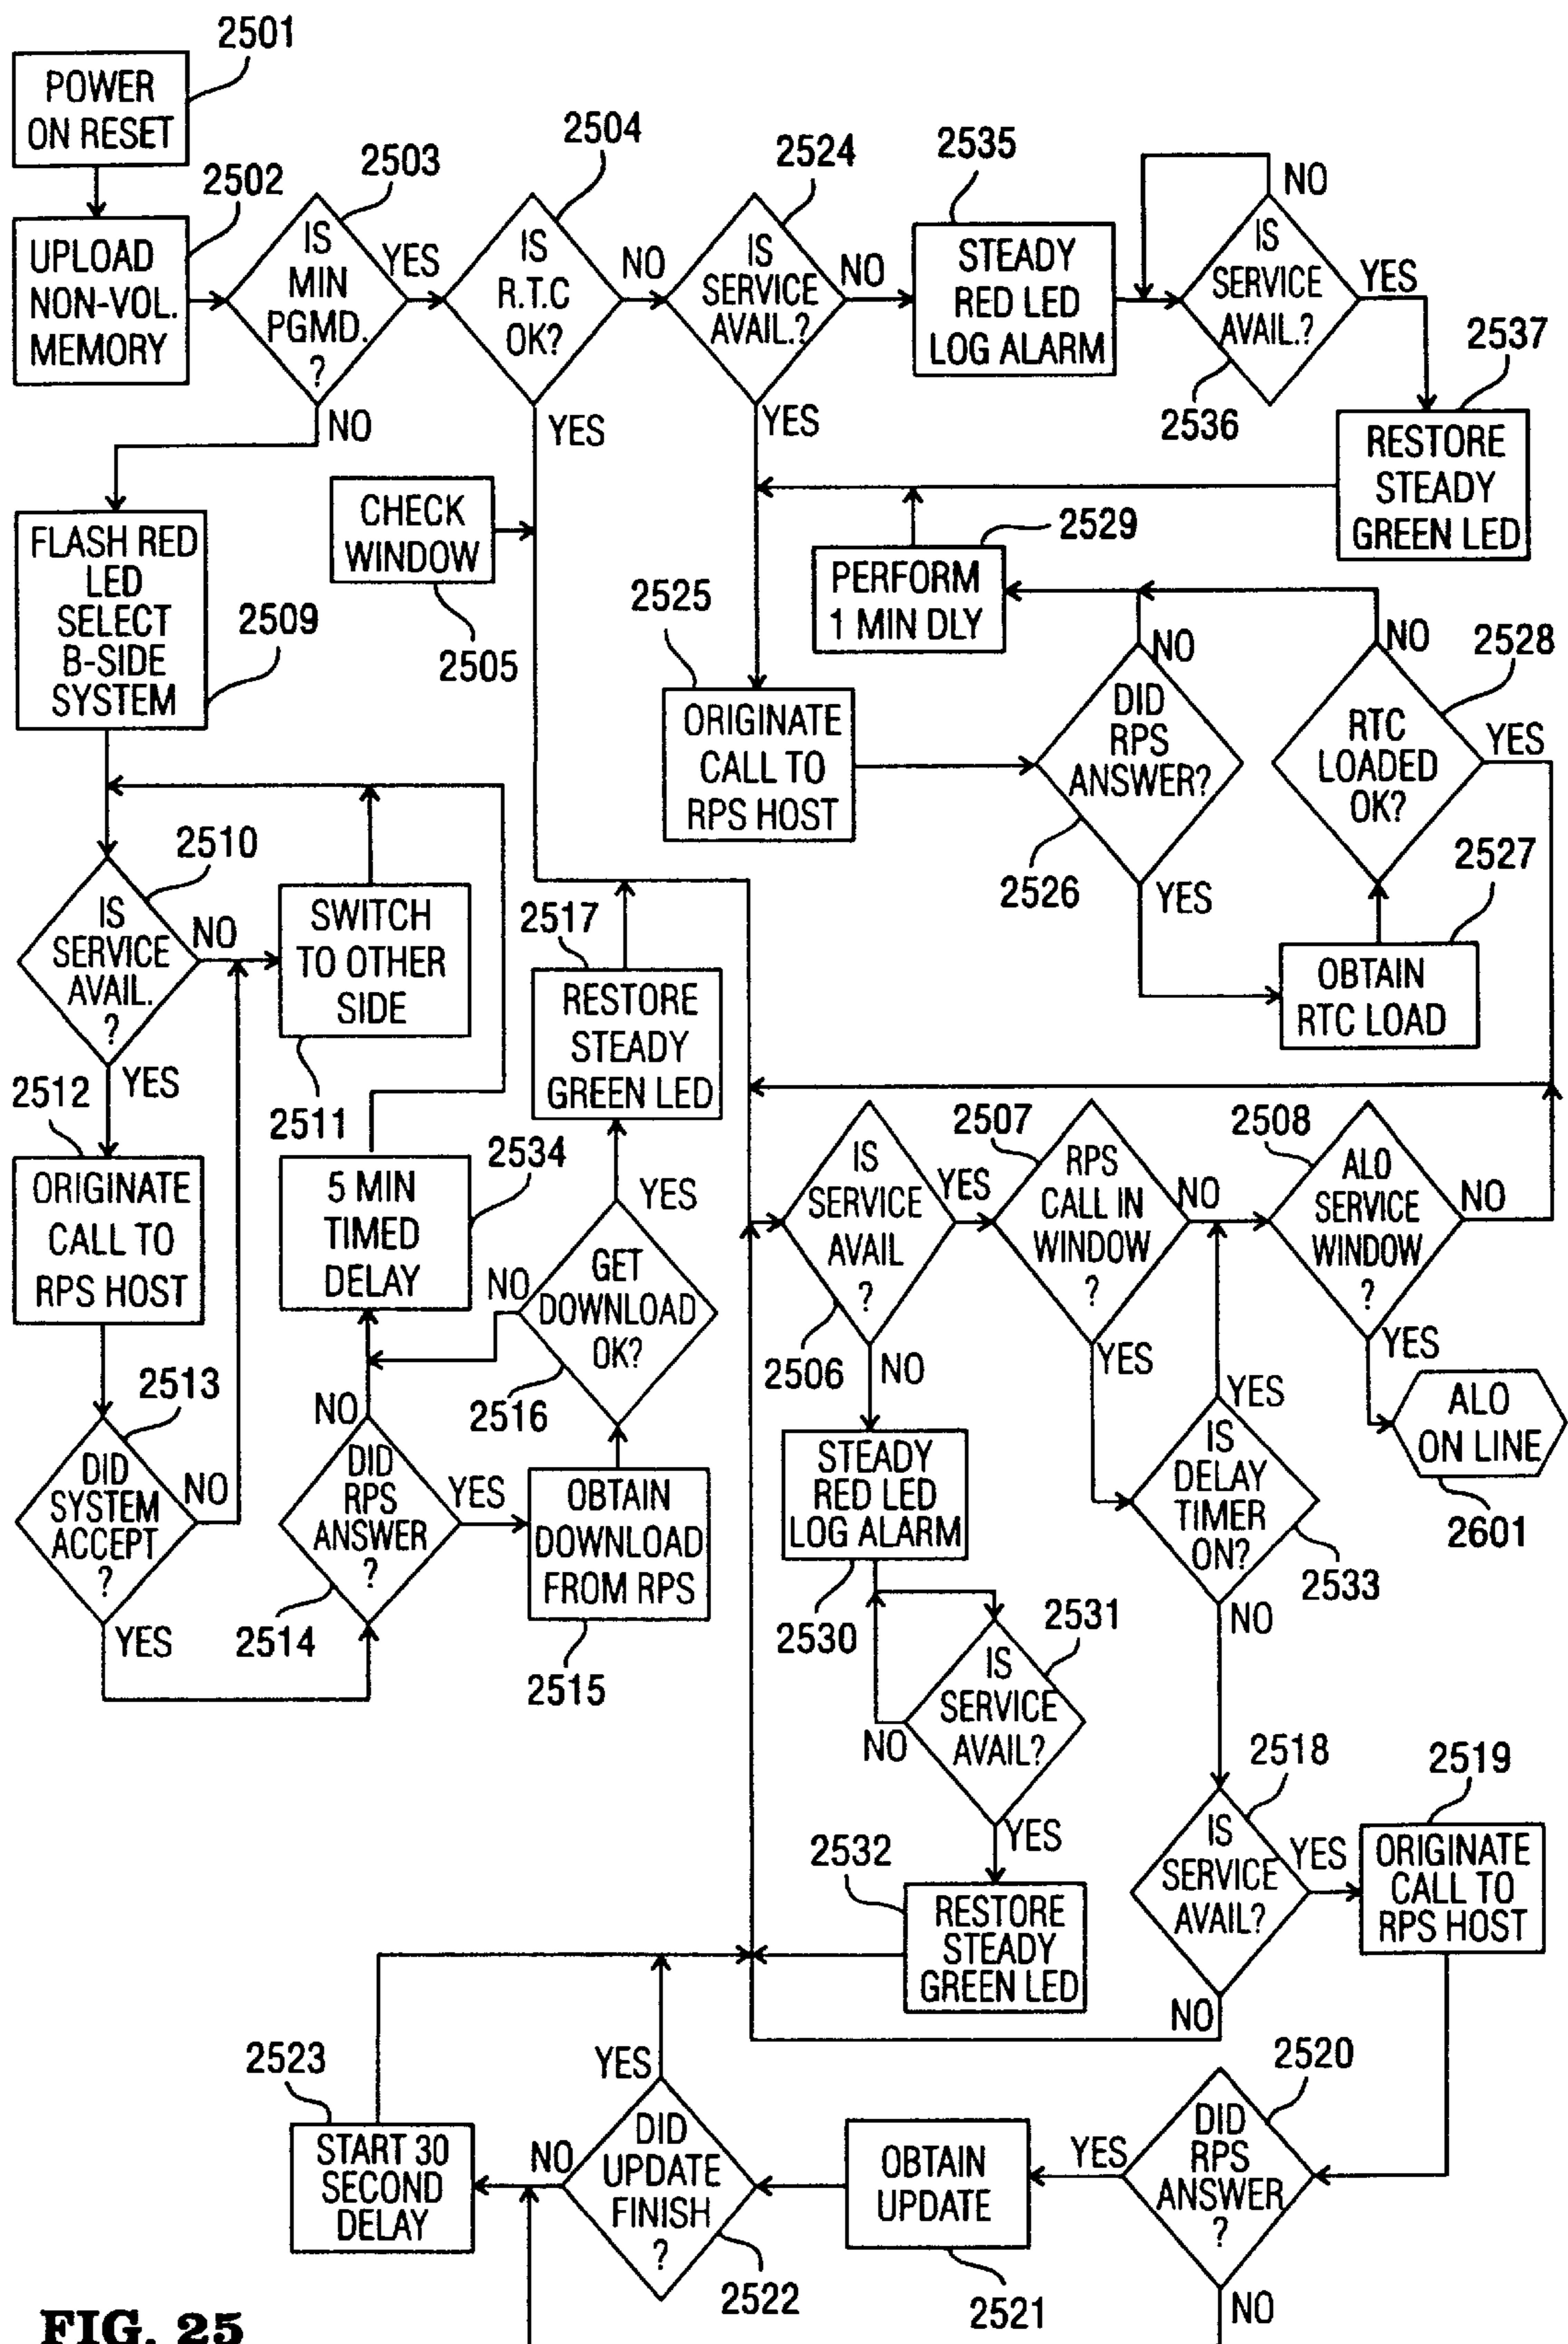 2501
POWER
ON RESET
2502
UPLOAD
NON-VOL.
MEMORY
2503
IS
MIN
PGMD.
?
YES
NO
2504
IS
R.T.C
OK?
NO
YES
2524
IS
SERVICE
AVAIL.?
NO
YES
2535
STEADY
RED LED
LOG ALARM
NO
IS
SERVICE
AVAIL.?
YES
2536
2537
RESTORE
STEADY
GREEN LED
FLASH RED
LED
SELECT
B-SIDE
SYSTEM
2509
CHECK
WINDOW
2505
2529
PERFORM
1 MIN DLY
2525
ORIGINATE
CALL TO
RPS HOST
NO
DID
RPS
ANSWER?
2526
YES
NO
2528
RTC
LOADED
OK?
YES
2527
OBTAIN
RTC LOAD
2510
IS
SERVICE
AVAIL.
?
NO
YES
SWITCH
TO OTHER
SIDE
2511
2517
RESTORE
STEADY
GREEN LED
2512
ORIGINATE
CALL TO
RPS HOST
2534
5 MIN
TIMED
DELAY
YES
NO
GET
DOWNLOAD
OK?
2516
2513
DID
SYSTEM
ACCEPT
?
NO
YES
NO
DID
RPS
ANSWER
?
YES
2514
OBTAIN
DOWNLOAD
FROM RPS
2515
IS
SERVICE
AVAIL
?
YES
2506
NO
2507
RPS
CALL IN
WINDOW
?
NO
YES
2508
ALO
SERVICE
WINDOW
?
NO
YES
ALO
ON LINE
2601
STEADY
RED LED
LOG ALARM
2530
YES
IS
DELAY
TIMER
ON?
2533
NO
2531
IS
SERVICE
AVAIL?
NO
YES
2532
RESTORE
STEADY
GREEN LED
2518
IS
SERVICE
AVAIL?
YES
NO
2519
ORIGINATE
CALL TO
RPS HOST
2523
START 30
SECOND
DELAY
YES
NO
DID
UPDATE
FINISH
?
2522
OBTAIN
UPDATE
2521
2520
YES
DID
RPS
ANSWER
?
NO
FIG. 25